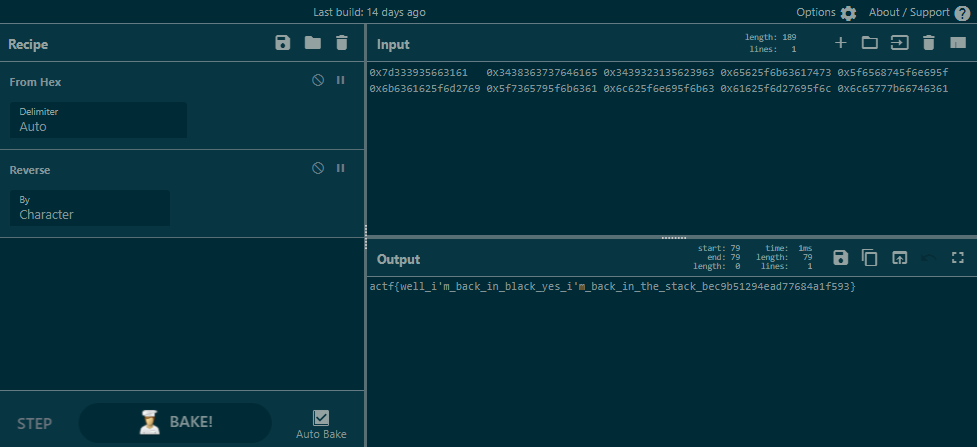 Last build: 14 days ago
Options
About / Support
Recipe
From Hex
Delimiter
Auto
Reverse
By
Character
STEP
BAKE!
Auto Bake
Input
length: 189
lines: 1
0x7d333935663161 0x3438363737646165 0x3439323135623963 0x65625f6b63617473 0x5f6568745f6e695f
0x6b6361625f6d2769 0x5f7365795f6b6361 0x6c625f6e695f6b63 0x61625f6d27695f6c 0x6c65777b66746361
Output
start: 79
end: 79
length: 0
time: 1ms
length: 79
lines: 1
actf{well_i'm_back_in_black_yes_i'm_back_in_the_stack_bec9b51294ead77684a1f593}